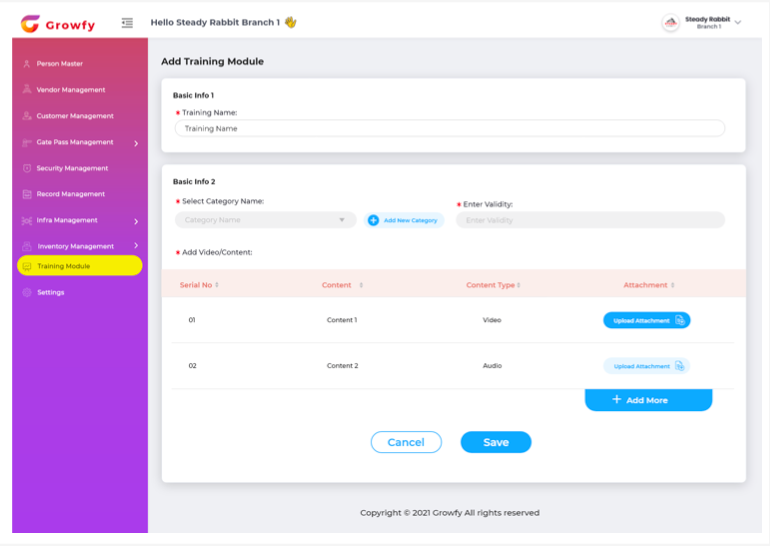 Growfy
Hello Steady Rabbit Branch 1 👋
Steady Rabbit
Branch 1
Person Master
Vendor Management
Customer Management
Gate Pass Management
Security Management
Record Management
Infra Management
Inventory Management
Training Module
Settings
Add Training Module
Basic Info 1
* Training Name:
Training Name
Basic Info 2
* Select Category Name:
Category Name
Add New Category
* Enter Validity:
Enter Validity
* Add Video/Content:
Serial No Content Content Type Attachment
01 Content 1 Video Upload Attachment
02 Content 2 Audio Upload Attachment
+ Add More
Cancel Save
Copyright © 2021 Growfy All rights reserved